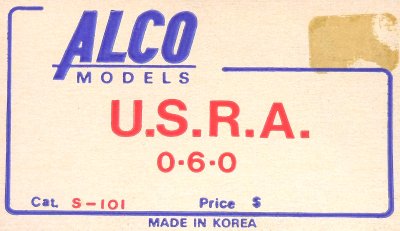 ALCO
MODELS
U.S.R.A.
0-6-0
Cat. S-101 Price $
MADE IN KOREA